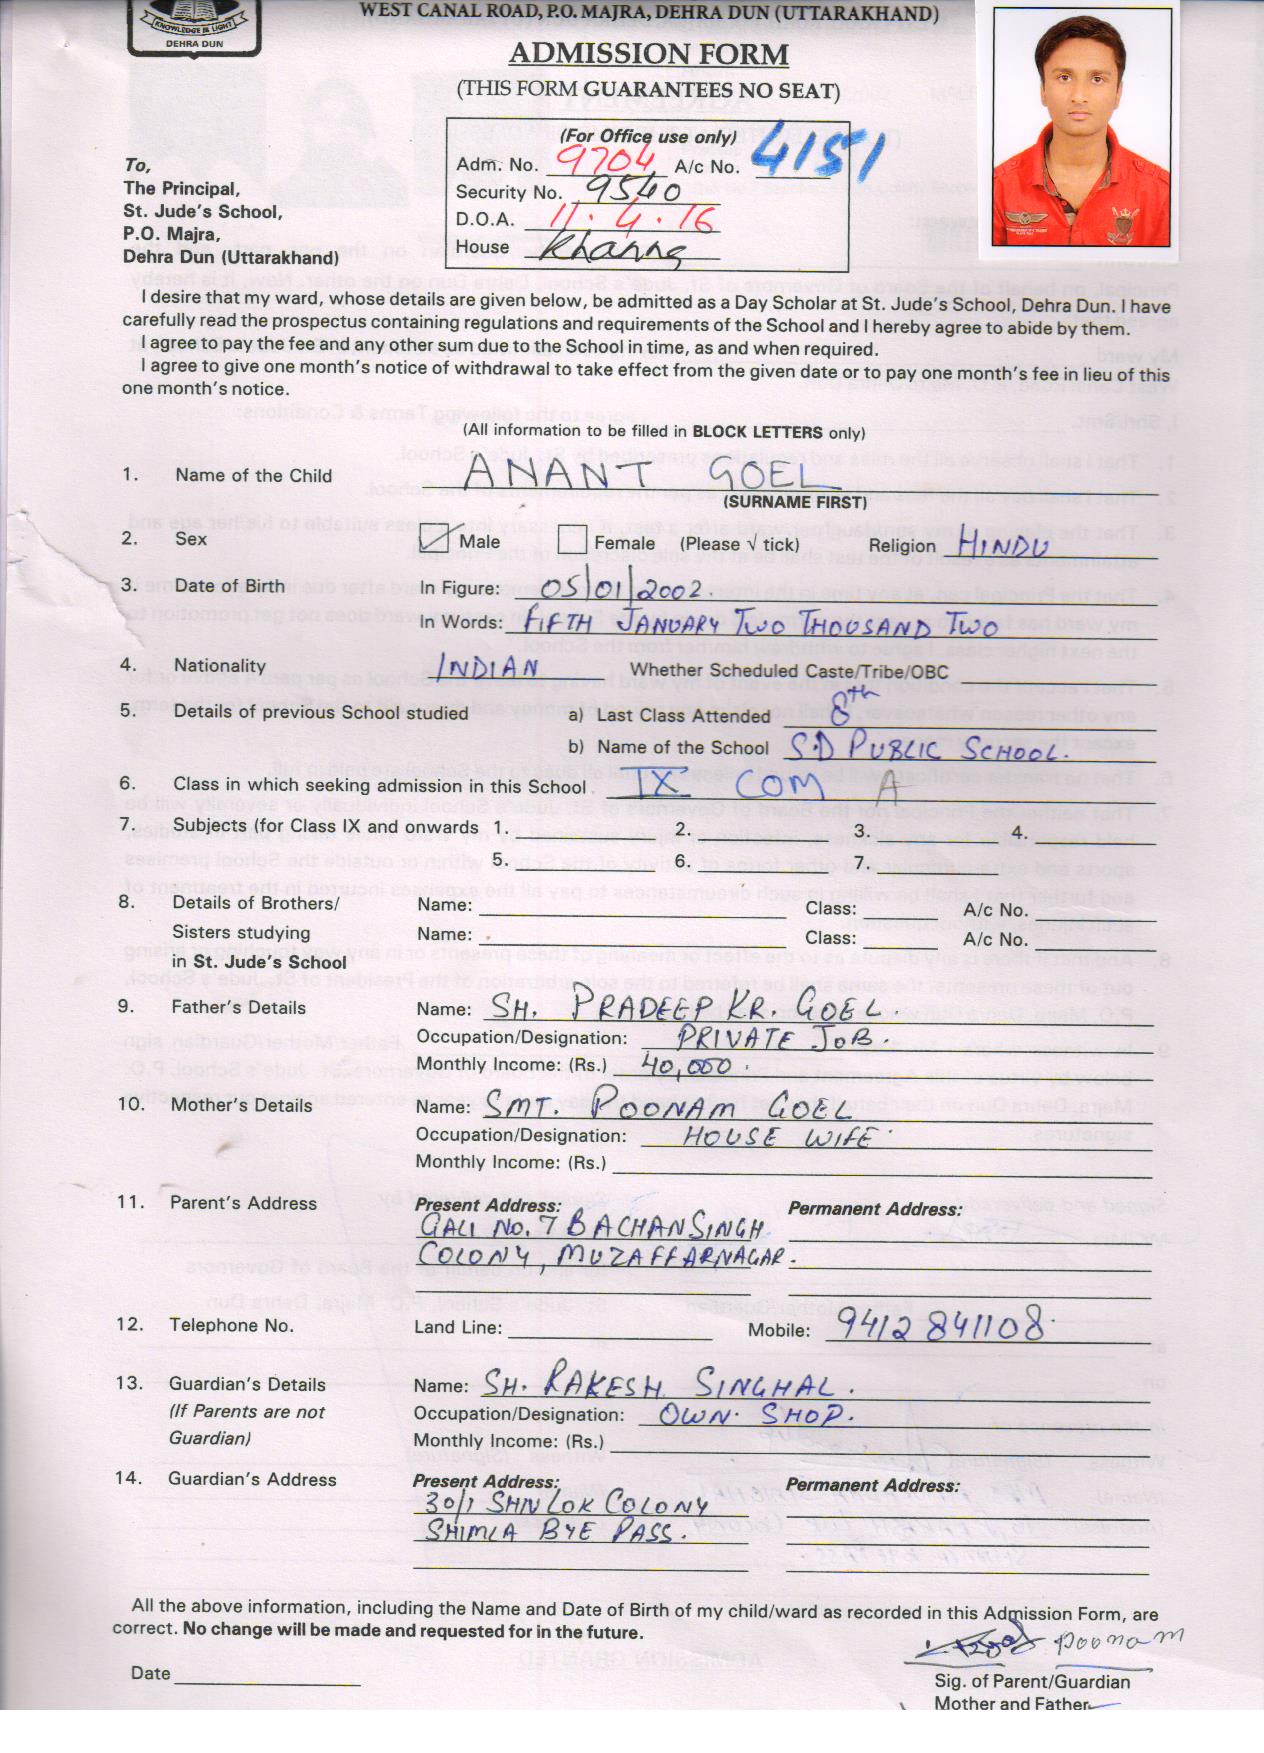 KNOWLEDGE IS LIGHT
DEHRA DUN
WEST CANAL ROAD, P.O. MAJRA, DEHRA DUN (UTTARAKHAND)
ADMISSION FORM
(THIS FORM GUARANTEES NO SEAT)
(For Office use only)
Adm. No. 9704 A/c No. 4151
Security No. 9540
D.O.A. 11.4.16
House Khanna
To,
The Principal,
St. Jude's School,
P.O. Majra,
Dehra Dun (Uttarakhand)
I desire that my ward, whose details are given below, be admitted as a Day Scholar at St. Jude's School, Dehra Dun. I have
carefully read the prospectus containing regulations and requirements of the School and I hereby agree to abide by them.
I agree to pay the fee and any other sum due to the School in time, as and when required.
I agree to give one month's notice of withdrawal to take effect from the given date or to pay one month's fee in lieu of this
one month's notice.
(All information to be filled in BLOCK LETTERS only)
1. Name of the Child ANANT GOEL
(SURNAME FIRST)
2. Sex Male Female (Please √ tick) Religion HINDU
3. Date of Birth In Figure: 05/01/2002.
In Words: FIFTH JANUARY TWO THOUSAND TWO
4. Nationality INDIAN Whether Scheduled Caste/Tribe/OBC
5. Details of previous School studied a) Last Class Attended 8th
b) Name of the School S.D PUBLIC SCHOOL.
6. Class in which seeking admission in this School IX COM A
7. Subjects (for Class IX and onwards 1. 2. 3. 4.
5. 6. 7.
8. Details of Brothers/ Name: Class: A/c No.
Sisters studying Name: Class: A/c No.
in St. Jude's School
9. Father's Details Name: SH. PRADEEP KR. GOEL
Occupation/Designation: PRIVATE JOB.
Monthly Income: (Rs.) 40,000.
10. Mother's Details Name: SMT. POONAM GOEL
Occupation/Designation: HOUSE WIFE
Monthly Income: (Rs.)
11. Parent's Address Present Address: Permanent Address:
GALI NO. 7 BACHAN SINGH
COLONY, MUZAFFARNAGAR.
12. Telephone No. Land Line: Mobile: 9412841108
13. Guardian's Details Name: SH. RAKESH SINGHAL.
(If Parents are not Occupation/Designation: OWN SHOP.
Guardian) Monthly Income: (Rs.)
14. Guardian's Address Present Address: Permanent Address:
30/1 LOK COLONY
SHIMLA BYE PASS.
All the above information, including the Name and Date of Birth of my child/ward as recorded in this Admission Form, are
correct. No change will be made and requested for in the future.
Poonam
Date
Sig. of Parent/Guardian
Mother and Father